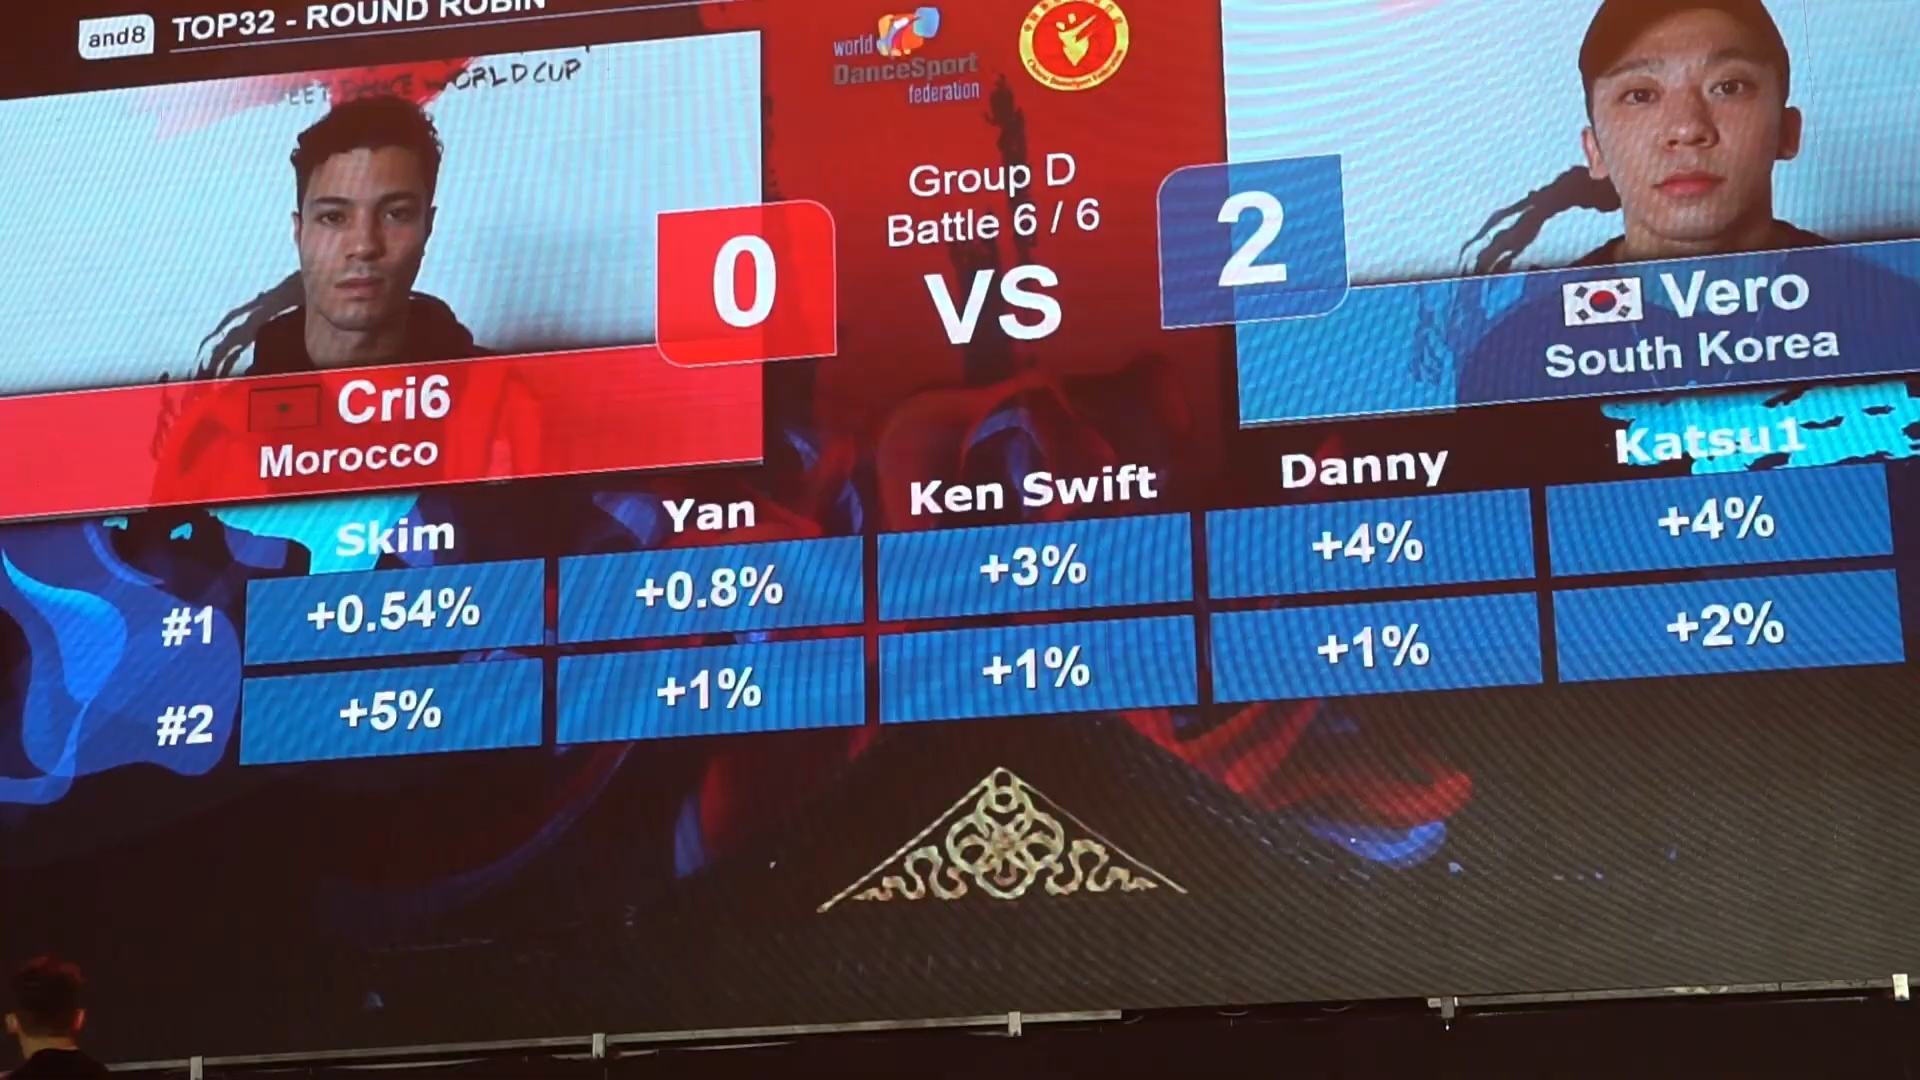 and8 TOP32 - ROUND ROBIN
WORLD CUP
world
DanceSport
federation
Group D
Battle 6 / 6
0 VS 2
Cri6
Morocco
Vero
South Korea
Skim Yan Ken Swift Danny Katsu1
#1 +0.54% +0.8% +3% +4% +4%
#2 +5% +1% +1% +1% +2%